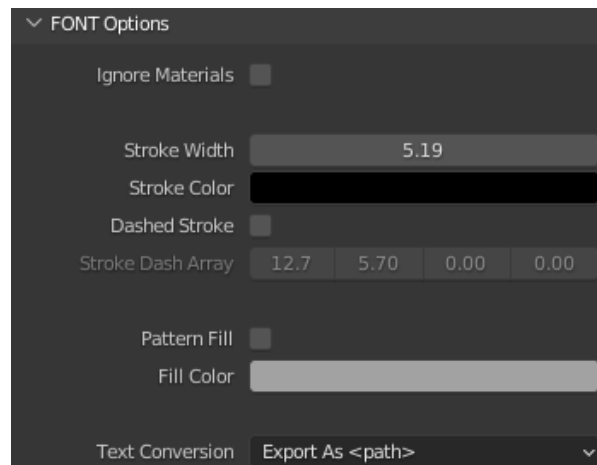 FONT Options
Ignore Materials
Stroke Width 5.19
Stroke Color
Dashed Stroke
Stroke Dash Array 12.7 5.70 0.00 0.00
Pattern Fill
Fill Color
Text Conversion Export As <path>